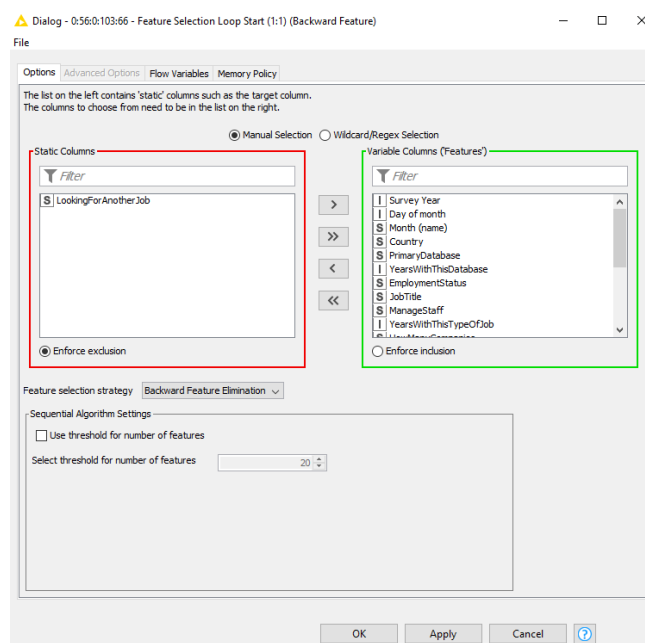 Dialog - 0:56:0:103:66 - Feature Selection Loop Start (1:1) (Backward Feature)
File
Options Advanced Options Flow Variables Memory Policy
The list on the left contains 'static' columns such as the target column.
The columns to choose from need to be in the list on the right.
Manual Selection Wildcard/Regex Selection
Static Columns
Filter
S LookingForAnotherJob
Enforce exclusion
>
>>
<
<<
Variable Columns ('Features')
Filter
I Survey Year
I Day of month
S Month (name)
S Country
S PrimaryDatabase
I YearsWithThisDatabase
S EmploymentStatus
S JobTitle
S ManageStaff
I YearsWithThisTypeOfJob
Enforce inclusion
Feature selection strategy Backward Feature Elimination
Sequential Algorithm Settings
Use threshold for number of features
Select threshold for number of features 20
OK Apply Cancel ?